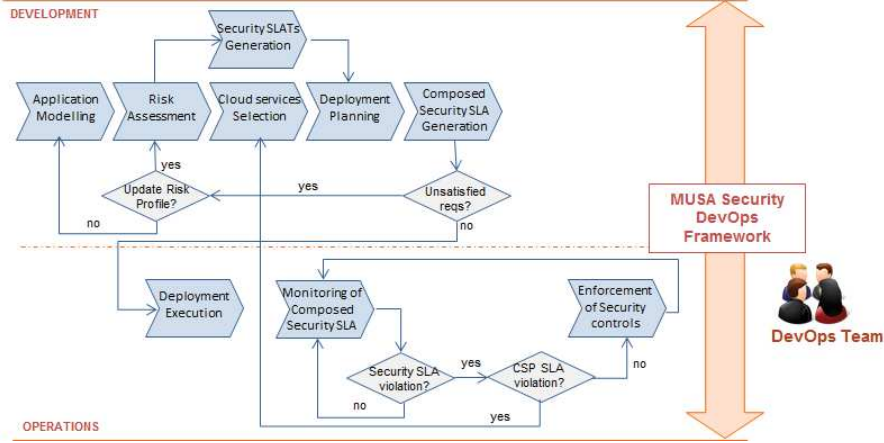 DEVELOPMENT
Security SLATs
Generation
Application
Modelling
Risk
Assessment
Cloud services
Selection
Deployment
Planning
Composed
Security SLA
Generation
yes
Update Risk
Profile?
yes
Unsatisfied
reqs?
no
no
MUSA Security
DevOps
Framework
Deployment
Execution
Monitoring of
Composed
Security SLA
Enforcement
of Security
controls
DevOps Team
Security SLA
violation?
yes
CSP SLA
violation?
no
no
yes
OPERATIONS